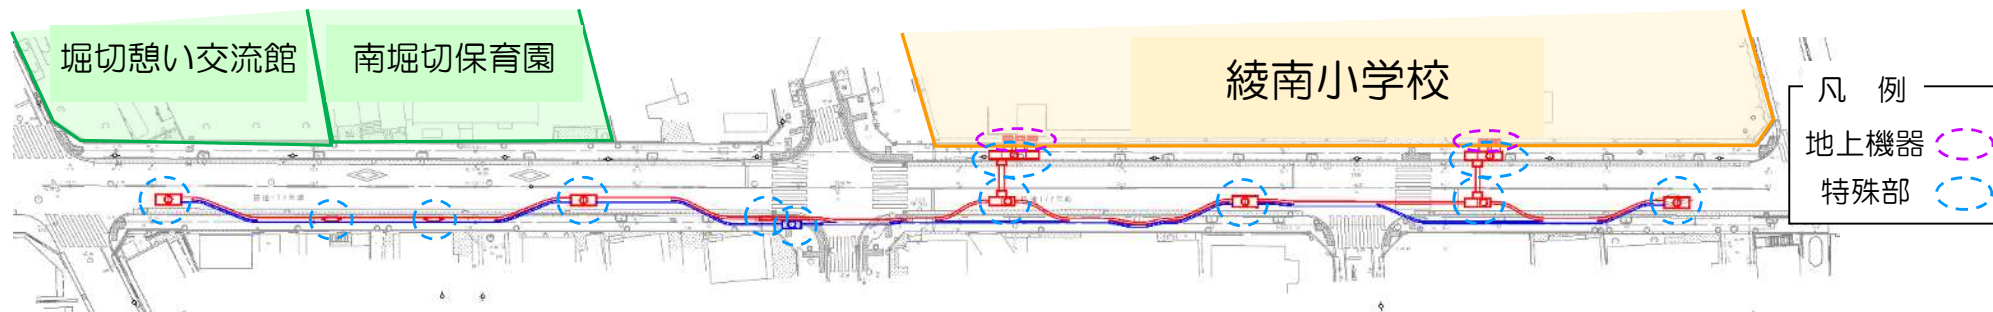 堀切憩い交流館
南堀切保育園
綾南小学校
凡 例
地上機器
特殊部